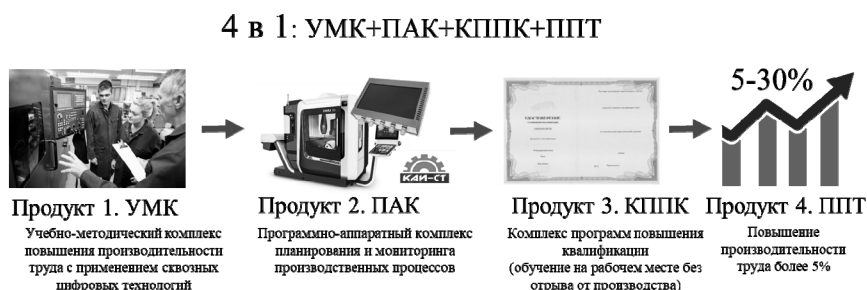 4 в 1: УМК+ПАК+КППК+ППТ
5-30%
УДОСТОВЕРЕНИЕ
КАИ-СТ
Продукт 1. УМК
Учебно-методический комплекс
повышения производительности
труда с применением сквозных
цифровых технологий
Продукт 2. ПАК
Программно-аппаратный комплекс
планирования и мониторинга
производственных процессов
Продукт 3. КППК
Комплекс программ повышения
квалификации
(обучение на рабочем месте без
отрыва от производства)
Продукт 4. ППТ
Повышение
производительности
труда более 5%